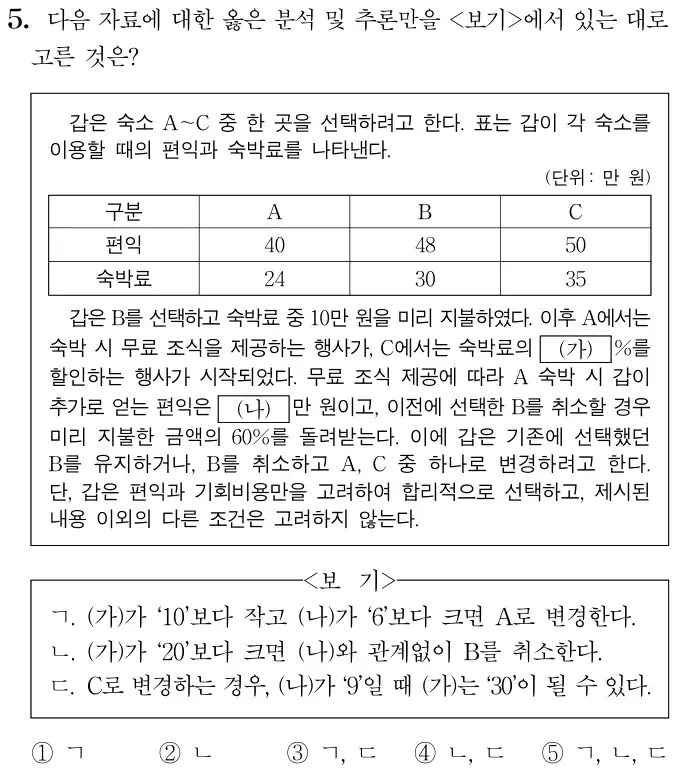 5. 다음 자료에 대한 옳은 분석 및 추론만을 <보기>에서 있는 대로
고른 것은?
갑은 숙소 A~C 중 한 곳을 선택하려고 한다. 표는 갑이 각 숙소를
이용할 때의 편익과 숙박료를 나타낸다.
(단위: 만 원)
구분 A B C
편익 40 48 50
숙박료 24 30 35
갑은 B를 선택하고 숙박료 중 10만 원을 미리 지불하였다. 이후 A에서는
숙박 시 무료 조식을 제공하는 행사가, C에서는 숙박료의 (가) %를
할인하는 행사가 시작되었다. 무료 조식 제공에 따라 A 숙박 시 갑이
추가로 얻는 편익은 (나) 만 원이고, 이전에 선택한 B를 취소할 경우
미리 지불한 금액의 60%를 돌려받는다. 이에 갑은 기존에 선택했던
B를 유지하거나, B를 취소하고 A, C 중 하나로 변경하려고 한다.
단, 갑은 편익과 기회비용만을 고려하여 합리적으로 선택하고, 제시된
내용 이외의 다른 조건은 고려하지 않는다.
<보 기>
ㄱ. (가)가 ‘10’보다 작고 (나)가 ‘6’보다 크면 A로 변경한다.
ㄴ. (가)가 ‘20’보다 크면 (나)와 관계없이 B를 취소한다.
ㄷ. C로 변경하는 경우, (나)가 ‘9’일 때 (가)는 ‘30’이 될 수 있다.
① ㄱ ② ㄴ ③ ㄱ, ㄷ ④ ㄴ, ㄷ ⑤ ㄱ, ㄴ, ㄷ